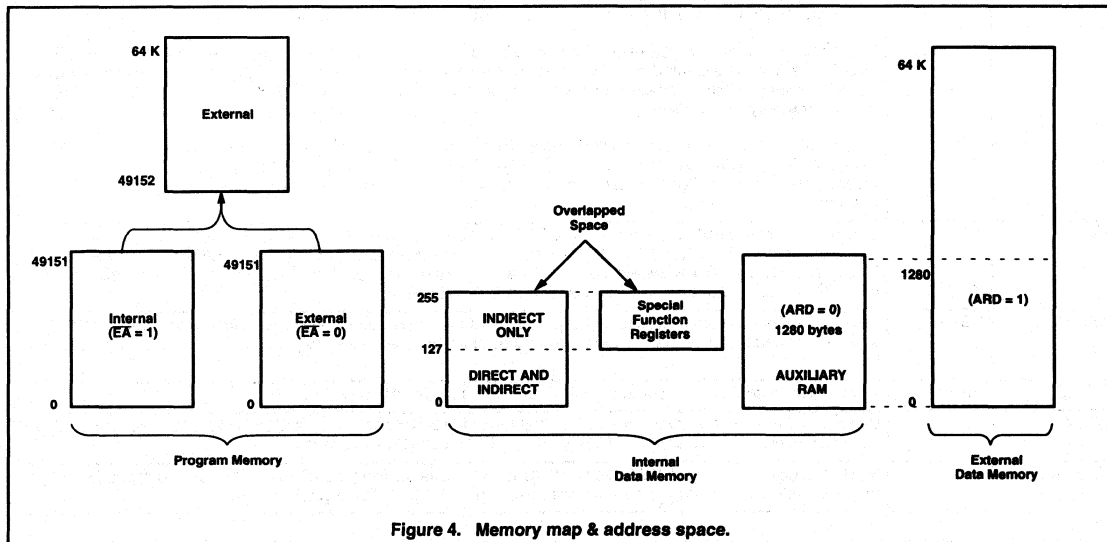 64 K
External
49152
49151
Internal
(EA = 1)
0
49151
External
(EA = 0)
0
Program Memory
Overlapped
Space
255
INDIRECT
ONLY
127
DIRECT AND
INDIRECT
0
Special
Function
Registers
(ARD = 0)
1280 bytes
AUXILIARY
RAM
Internal
Data Memory
64 K
1280
(ARD = 1)
0
External
Data Memory
Figure 4. Memory map & address space.